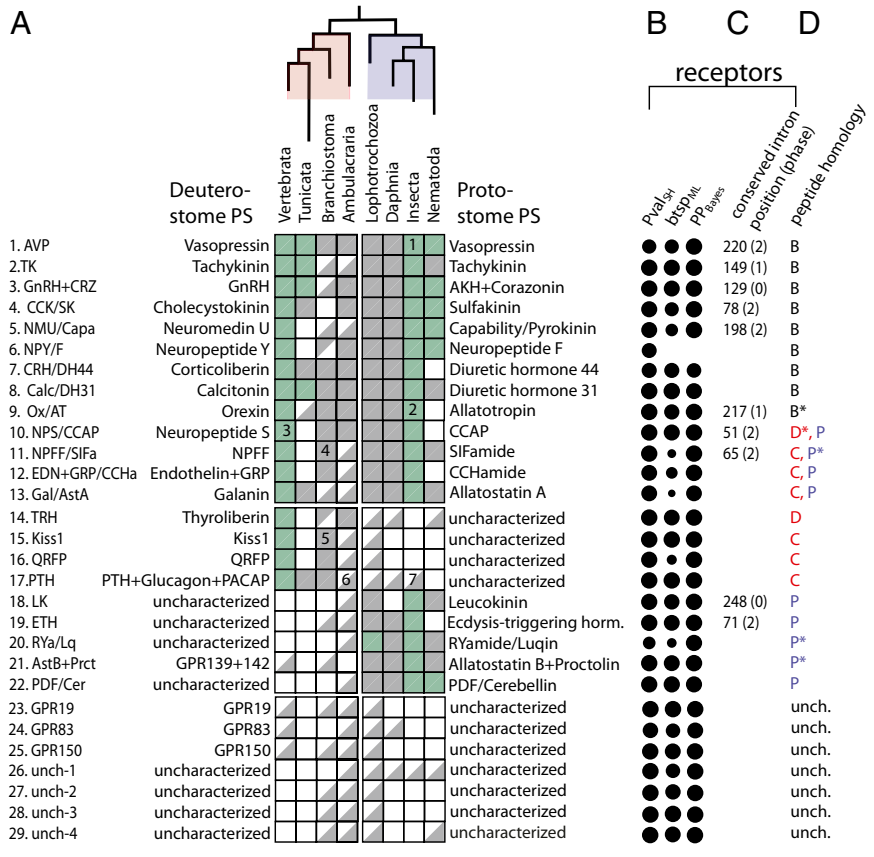 A B C D
receptors
Deutero-
stome PS
Vertebrata
Tunicata
Branchiostoma
Ambulacraria
Lophotrochozoa
Daphnia
Insecta
Nematoda
Proto-
stome PS
Pval SH
btsp ML
PP Bayes
conserved intron
position (phase)
peptide homology
1. AVP Vasopressin 1 Vasopressin 220 (2) B
2.TK Tachykinin Tachykinin 149 (1) B
3. GnRH+CRZ GnRH AKH+Corazonin 129 (0) B
4. CCK/SK Cholecystokinin Sulfakinin 78 (2) B
5. NMU/Capa Neuromedin U Capability/Pyrokinin 198 (2) B
6. NPY/F Neuropeptide Y Neuropeptide F B
7. CRH/DH44 Corticoliberin Diuretic hormone 44 B
8. Calc/DH31 Calcitonin Diuretic hormone 31 B
9. Ox/AT Orexin 2 Allatotropin 217 (1) B*
10. NPS/CCAP Neuropeptide S 3 CCAP 51 (2) D*, P
11. NPFF/SIFa NPFF 4 SIFamide 65 (2) C, P*
12. EDN+GRP/CCHa Endothelin+GRP CCHamide C, P
13. Gal/AstA Galanin Allatostatin A C, P
14. TRH Thyroliberin uncharacterized D
15. Kiss1 Kiss1 5 uncharacterized C
16. QRFP QRFP uncharacterized C
17.PTH PTH+Glucagon+PACAP 6 7 uncharacterized C
18. LK uncharacterized Leucokinin 248 (0) P
19. ETH uncharacterized Ecdysis-triggering horm. 71 (2) P
20. RYa/Lq uncharacterized RYamide/Luqin P*
21. AstB+Prct GPR139+142 Allatostatin B+Proctolin P*
22. PDF/Cer uncharacterized PDF/Cerebellin P
23. GPR19 GPR19 uncharacterized unch.
24. GPR83 GPR83 uncharacterized unch.
25. GPR150 GPR150 uncharacterized unch.
26. unch-1 uncharacterized uncharacterized unch.
27. unch-2 uncharacterized uncharacterized unch.
28. unch-3 uncharacterized uncharacterized unch.
29. unch-4 uncharacterized uncharacterized unch.